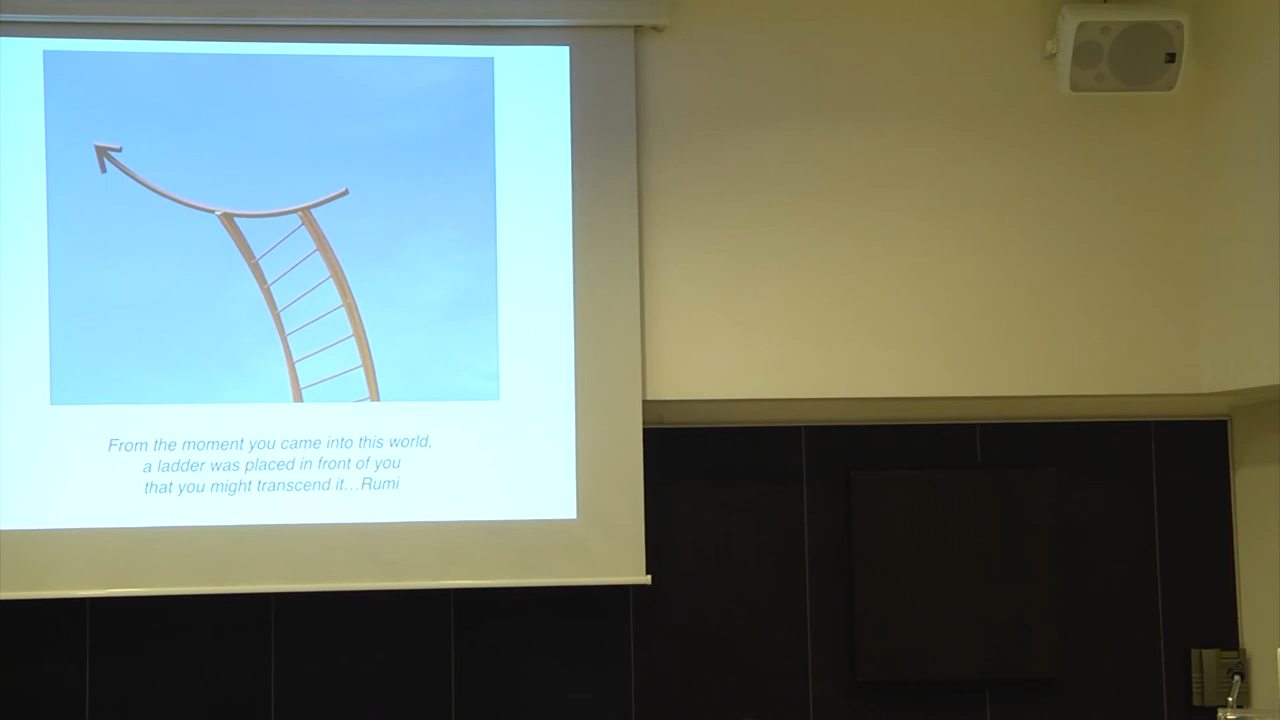 From the moment you came into this world,
a ladder was placed in front of you
that you might transcend it...Rumi